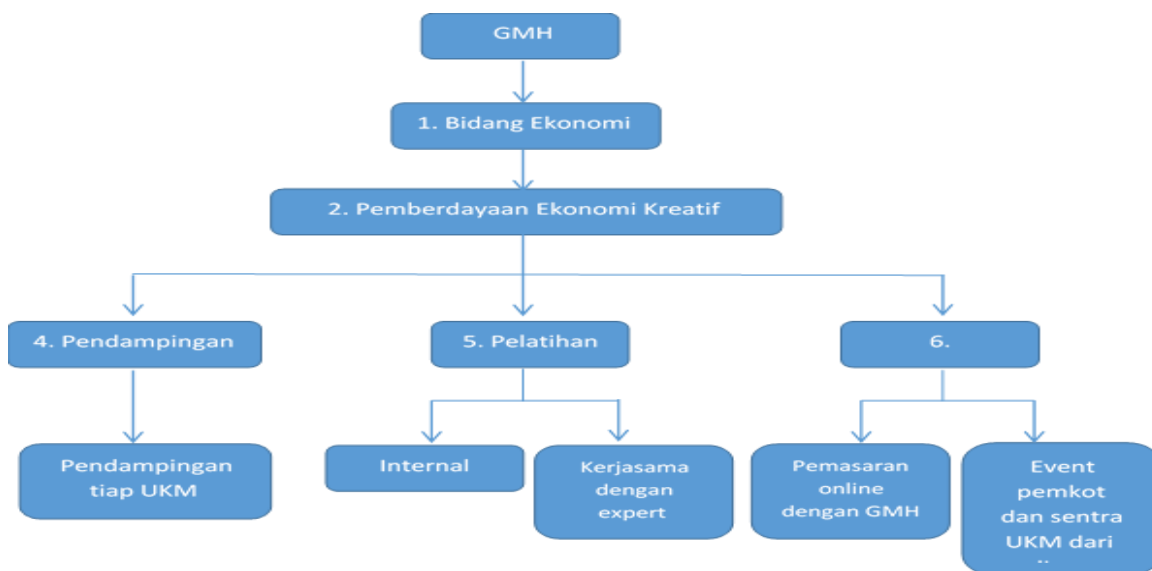 GMH
1. Bidang Ekonomi
2. Pemberdayaan Ekonomi Kreatif
4. Pendampingan
5. Pelatihan
6.
Pendampingan
tiap UKM
Internal
Kerjasama
dengan
expert
Pemasaran
online
dengan GMH
Event
pemkot
dan sentra
UKM dari